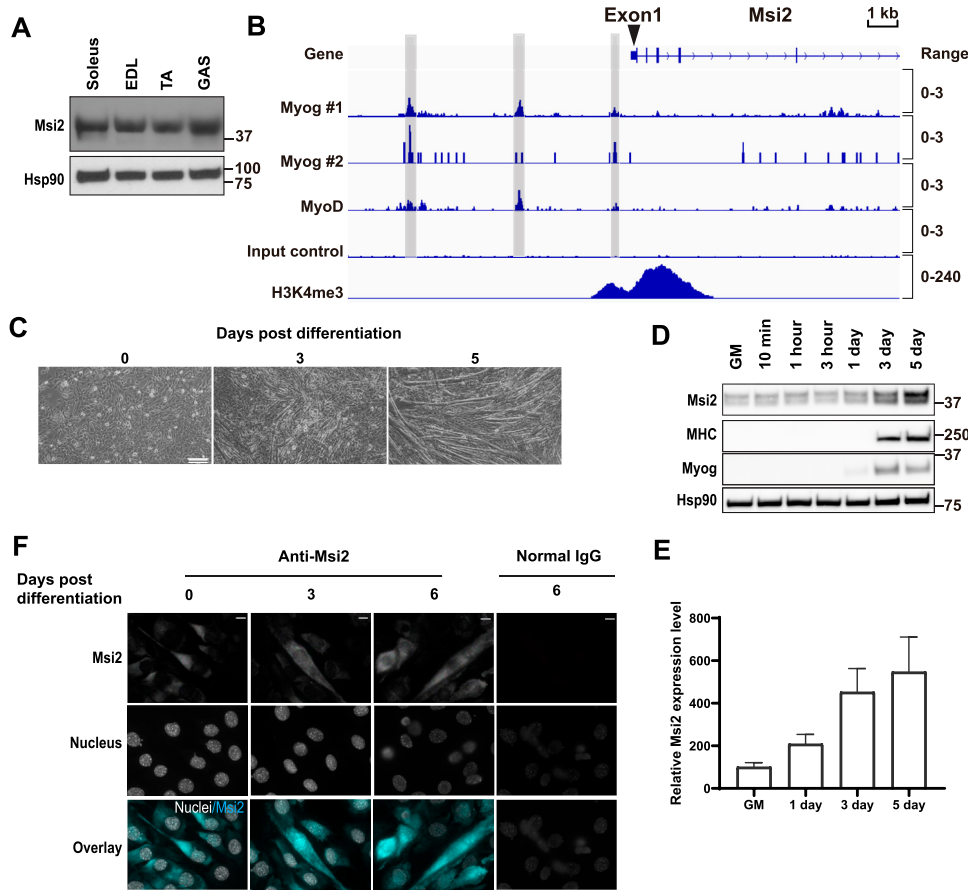 A
Soleus
EDL
TA
GAS
Msi2
37
Hsp90
100
75
B
Exon1
Msi2
1 kb
Gene
Range
Myog #1
0-3
Myog #2
0-3
MyoD
0-3
Input control
0-3
H3K4me3
0-240
C
Days post differentiation
0
3
5
D
GM
10 min
1 hour
3 hour
1 day
3 day
5 day
Msi2
37
MHC
250
37
Myog
Hsp90
75
F
Anti-Msi2
Normal IgG
Days post
differentiation
0
3
6
6
Msi2
Nucleus
Nuclei/Msi2
Overlay
E
Relative Msi2 expression level
800
600
400
200
0
GM
1 day
3 day
5 day